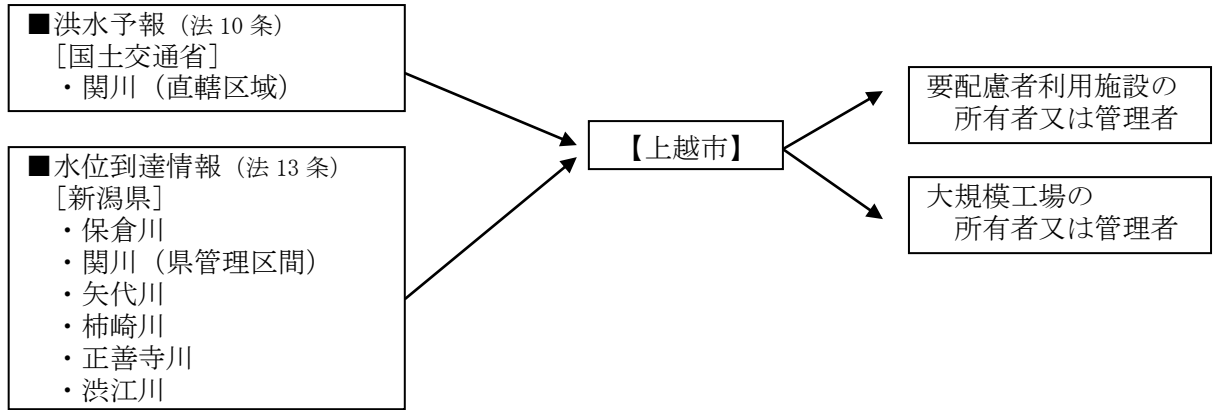 ■洪水予報（法10条）
［国土交通省］
・関川（直轄区域）
■水位到達情報（法13条）
［新潟県］
・保倉川
・関川（県管理区間）
・矢代川
・柿崎川
・正善寺川
・渋江川
【上越市】
要配慮者利用施設の
所有者又は管理者
大規模工場の
所有者又は管理者